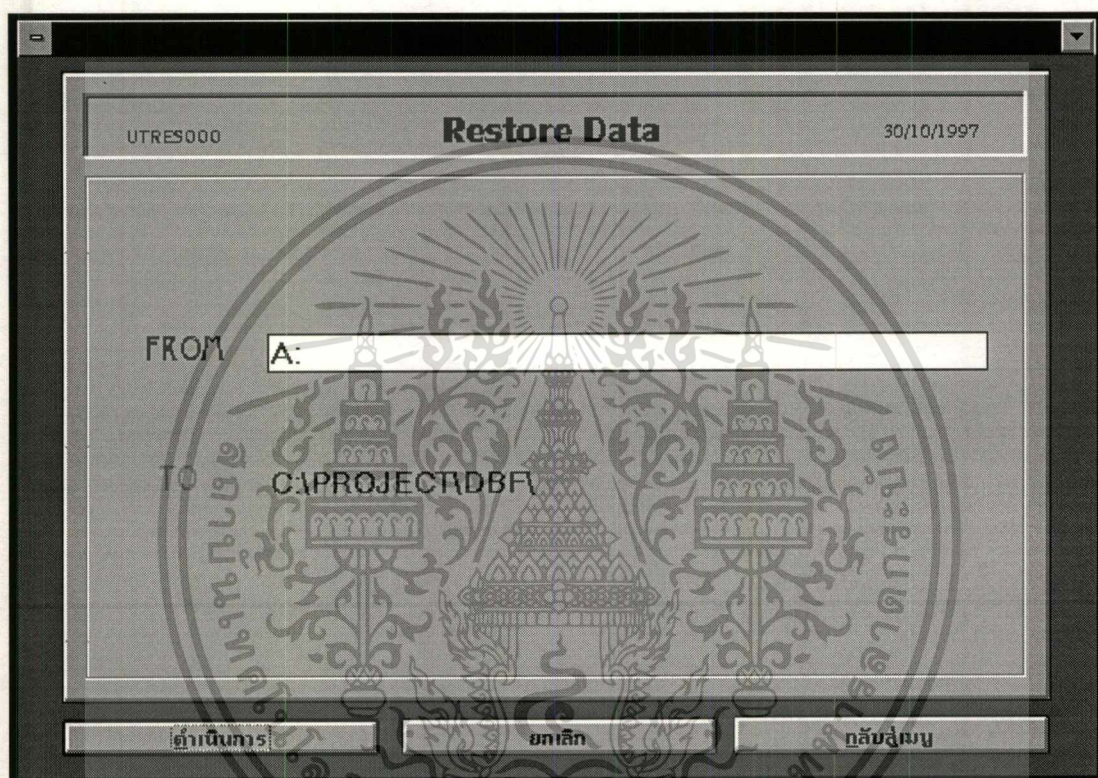 UTRES000 Restore Data 30/10/1997
FROM A:
TO C:\PROJECT\DBF\
ดำเนินการ ยกเลิก กลับสู่เมนู